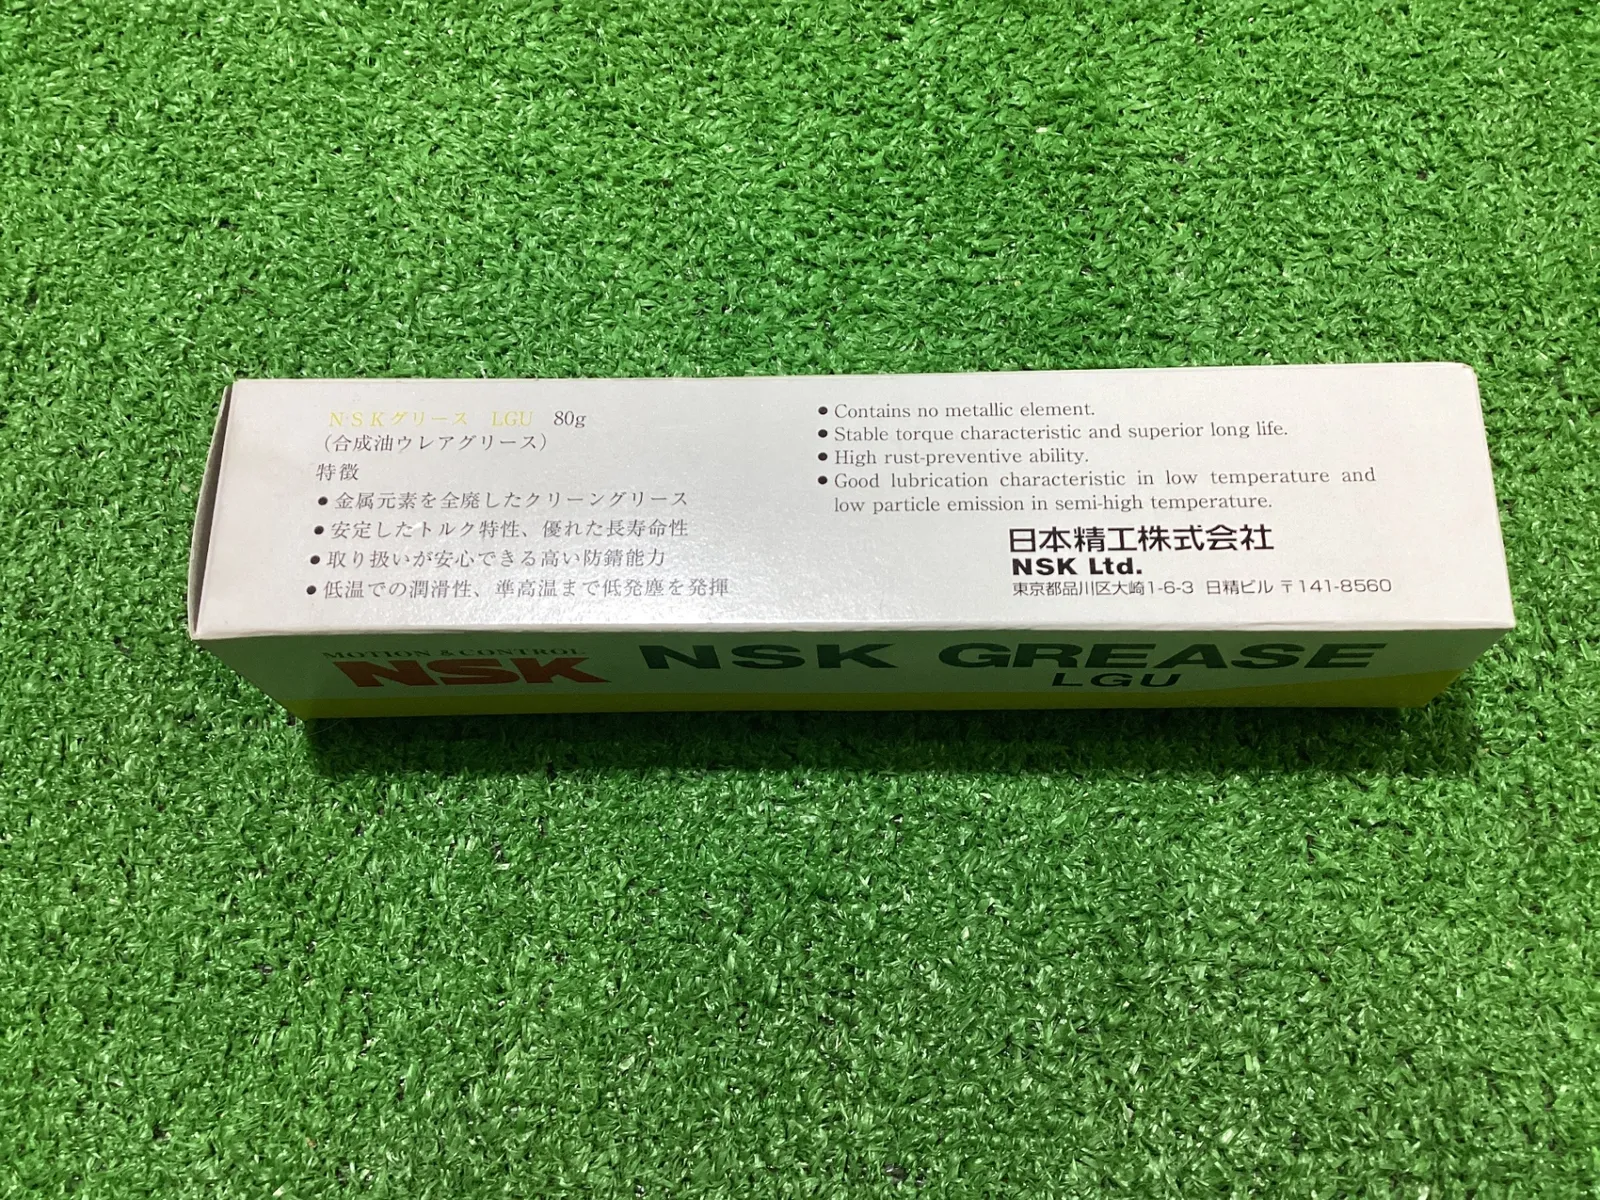 NSKグリース LGU 80g
（合成油ウレアグリース）
特徴
●金属元素を全廃したクリーングリース
●安定したトルク特性、優れた長寿命性
●取り扱いが安心できる高い防錆能力
●低温での潤滑性、準高温まで低発塵を発揮
●Contains no metallic element.
●Stable torque characteristic and superior long life.
●High rust-preventive ability.
●Good lubrication characteristic in low temperature and
low particle emission in semi-high temperature.
日本精工株式会社
NSK Ltd.
東京都品川区大崎1-6-3 日精ビル 〒141-8560
MOTION & CONTROL
NSK
NSK GREASE
LGU